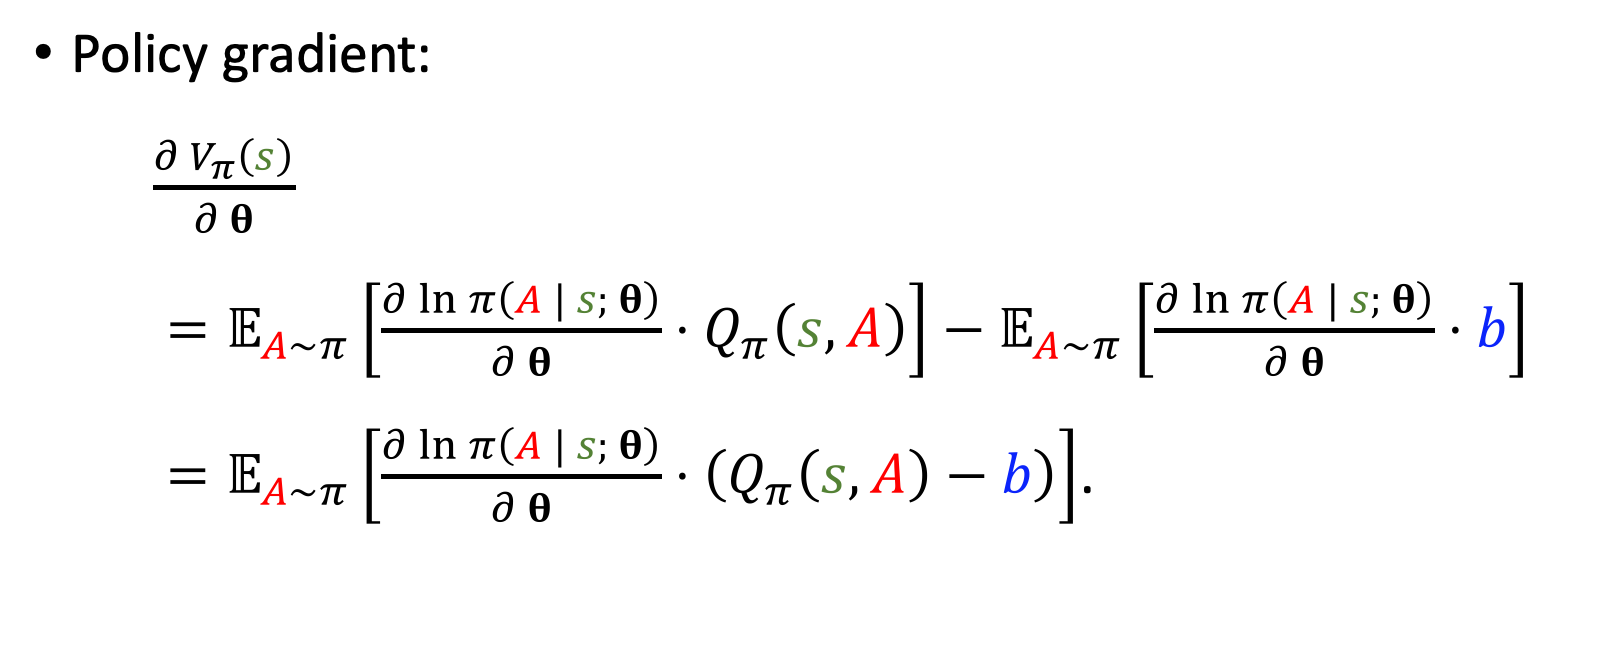 • Policy gradient:
∂ V_π(s) / ∂ θ
= 𝔼_{A~π} [ ∂ ln π(A | s; θ) / ∂ θ · Q_π(s, A) ] − 𝔼_{A~π} [ ∂ ln π(A | s; θ) / ∂ θ · b ]
= 𝔼_{A~π} [ ∂ ln π(A | s; θ) / ∂ θ · (Q_π(s, A) − b) ].